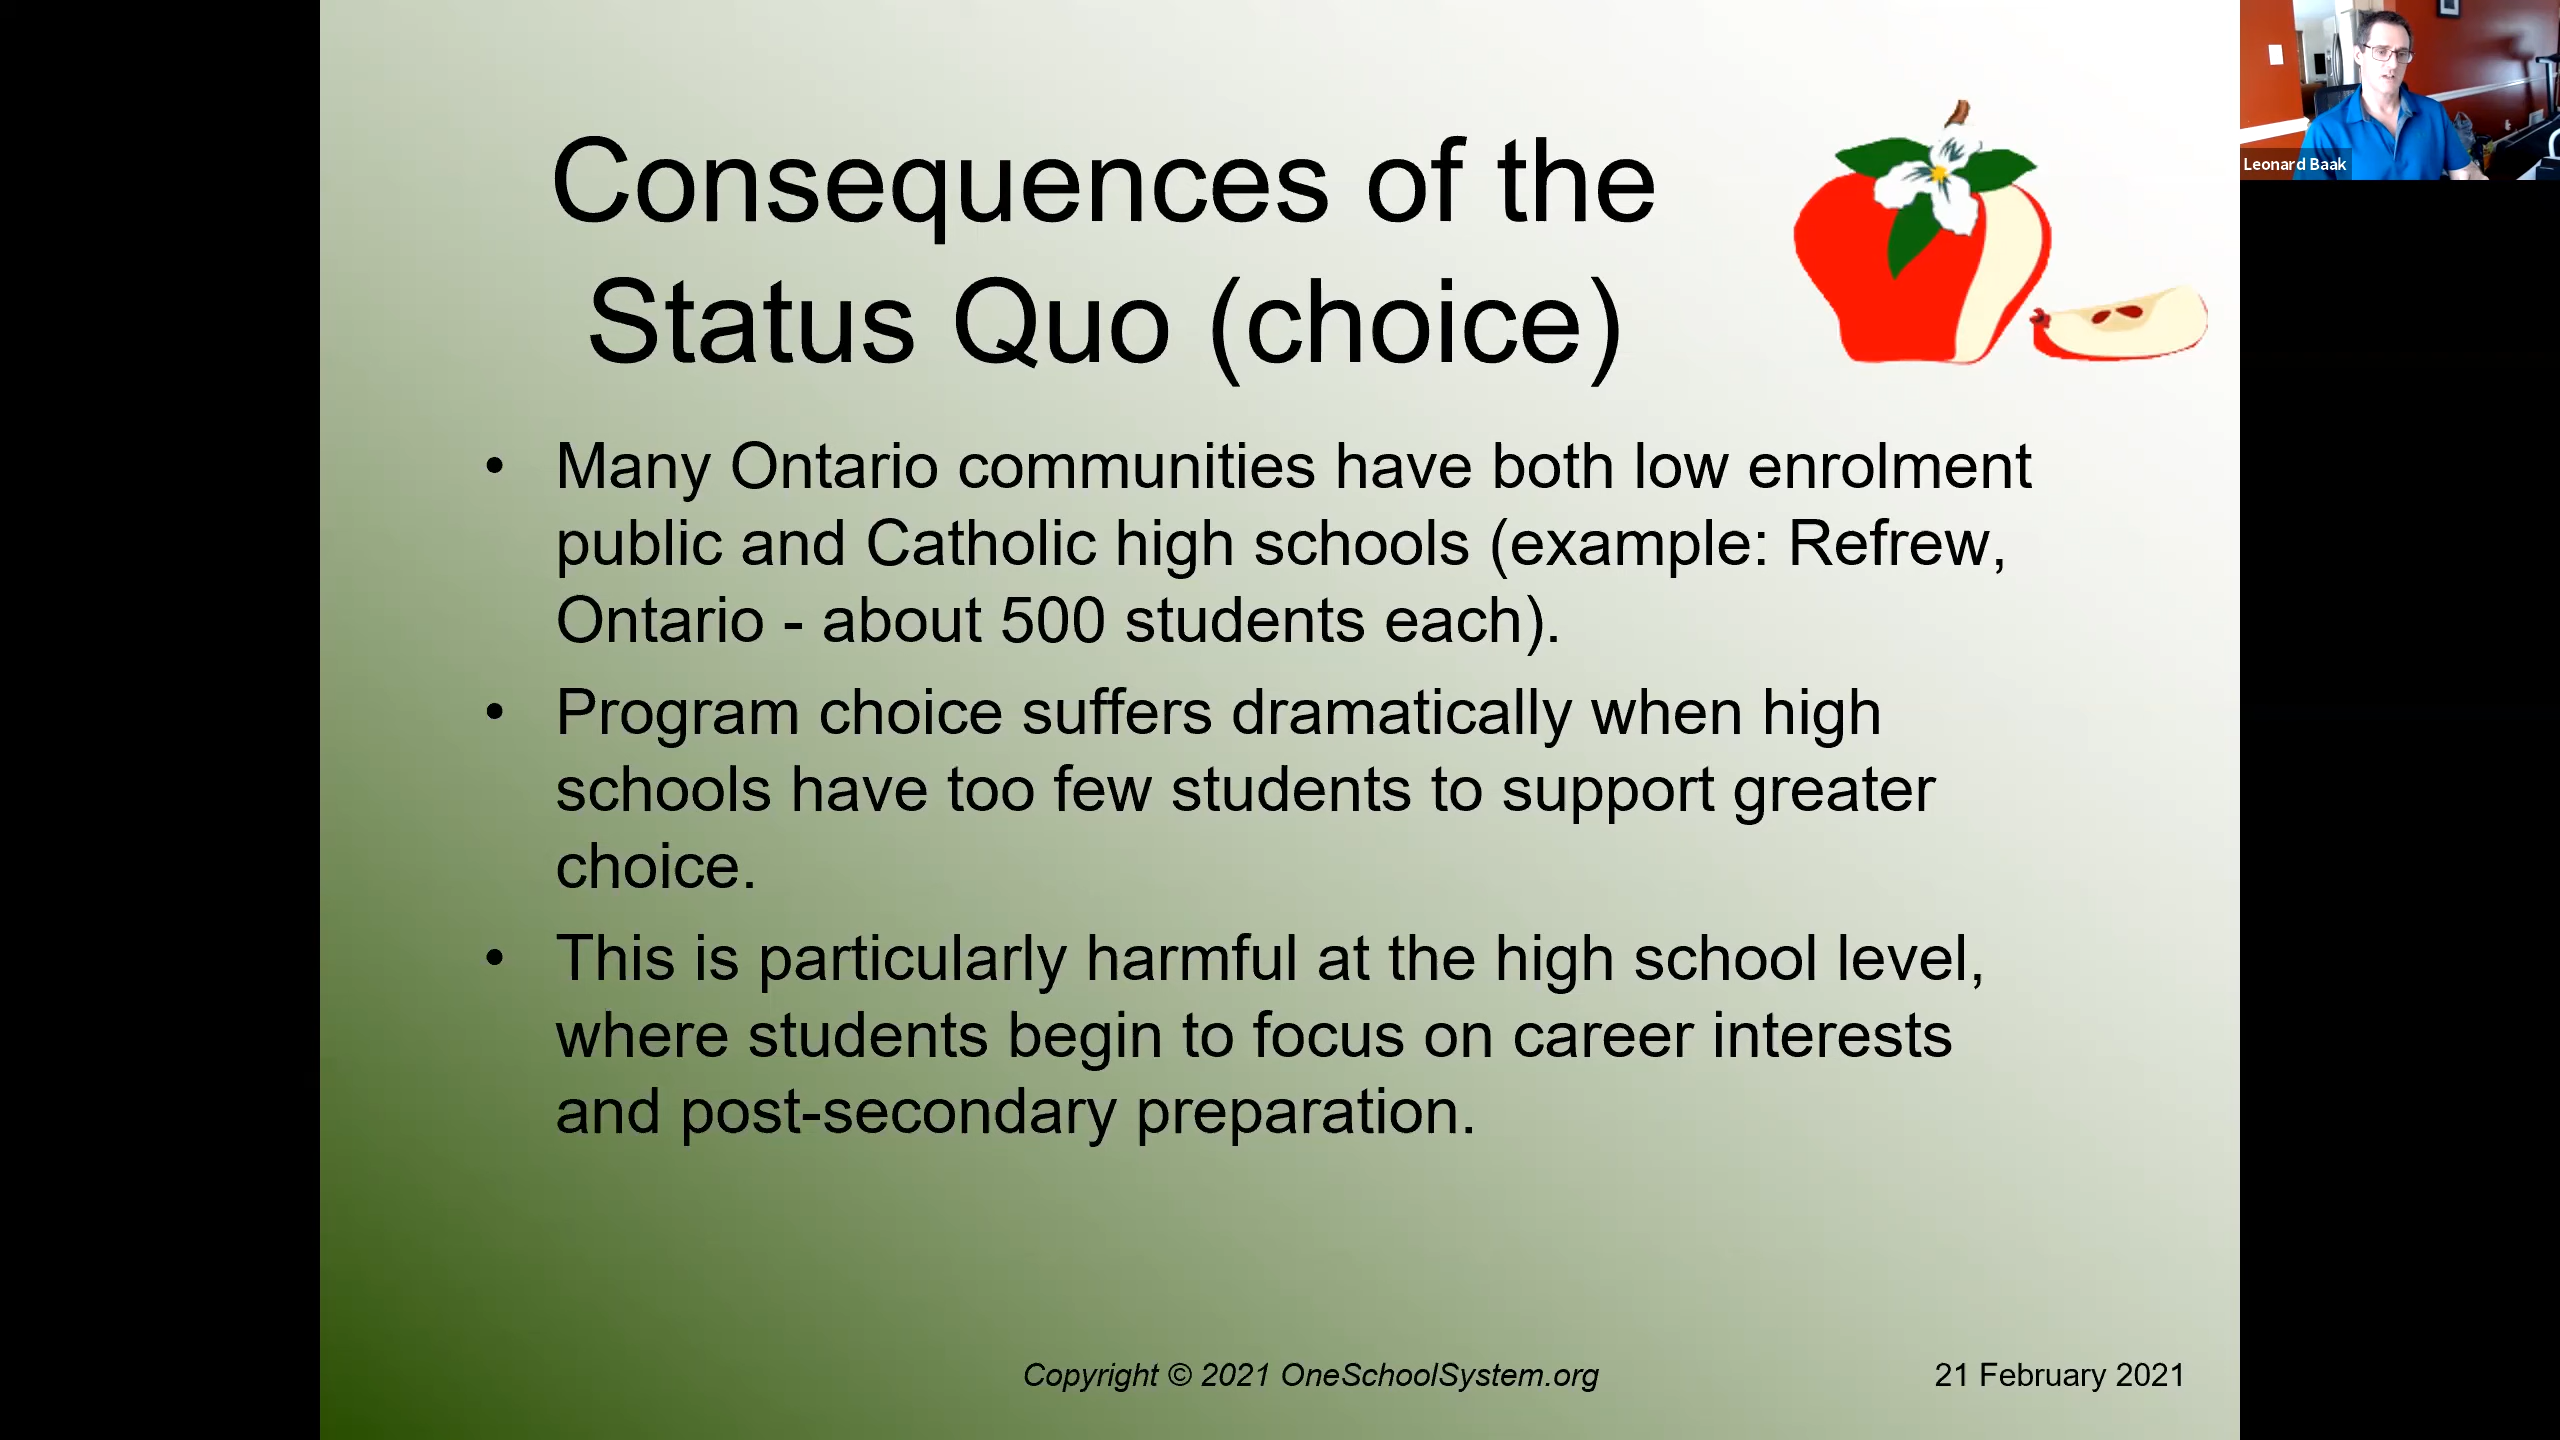 Consequences of the
Status Quo (choice)
Leonard Baak
• Many Ontario communities have both low enrolment
public and Catholic high schools (example: Refrew,
Ontario - about 500 students each).
• Program choice suffers dramatically when high
schools have too few students to support greater
choice.
• This is particularly harmful at the high school level,
where students begin to focus on career interests
and post-secondary preparation.
Copyright © 2021 OneSchoolSystem.org
21 February 2021